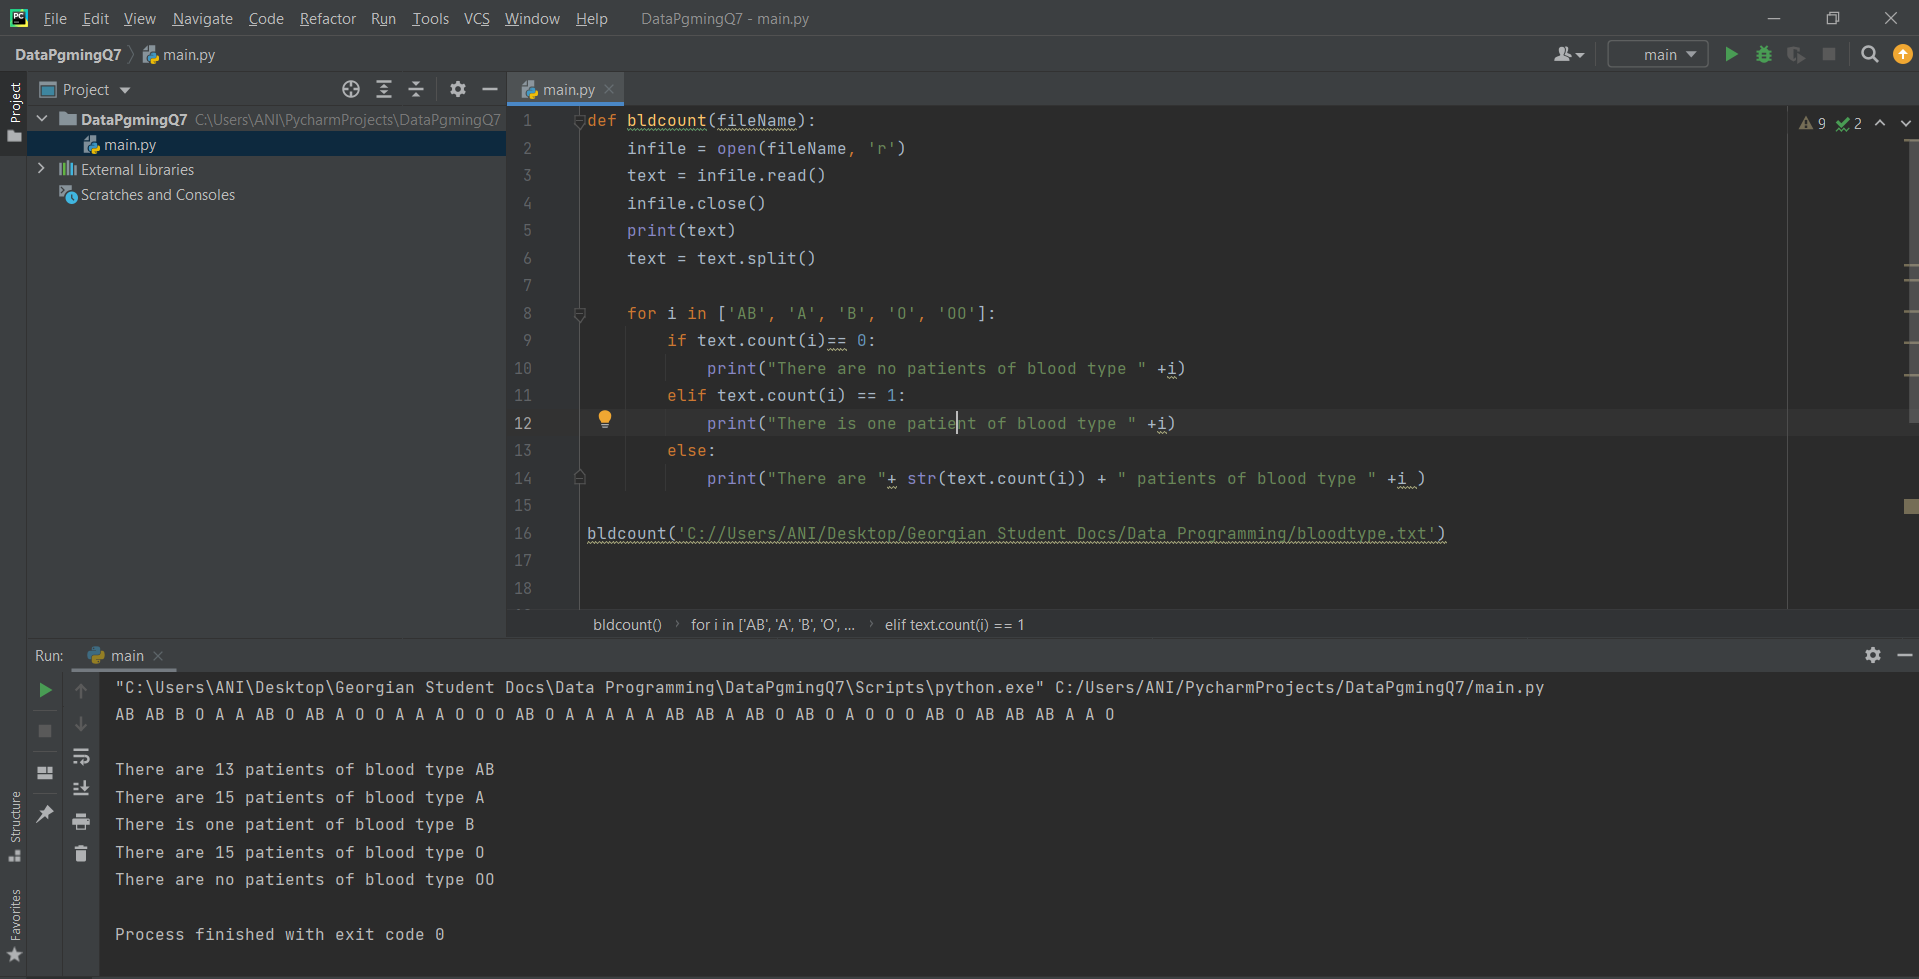 File Edit View Navigate Code Refactor Run Tools VCS Window Help DataPgmingQ7 - main.py
DataPgmingQ7 main.py main
Project
Project
DataPgmingQ7 C:\Users\ANI\PycharmProjects\DataPgmingQ7
main.py
External Libraries
Scratches and Consoles
main.py
9 2
1 def bldcount(fileName):
2 infile = open(fileName, 'r')
3 text = infile.read()
4 infile.close()
5 print(text)
6 text = text.split()
7
8 for i in ['AB', 'A', 'B', 'O', 'OO']:
9 if text.count(i)== 0:
10 print("There are no patients of blood type " +i)
11 elif text.count(i) == 1:
12 print("There is one patient of blood type " +i)
13 else:
14 print("There are "+ str(text.count(i)) + " patients of blood type " +i )
15
16 bldcount('C://Users/ANI/Desktop/Georgian Student Docs/Data Programming/bloodtype.txt')
17
18
bldcount() for i in ['AB', 'A', 'B', 'O', ... elif text.count(i) == 1
Run: main
"C:\Users\ANI\Desktop\Georgian Student Docs\Data Programming\DataPgmingQ7\Scripts\python.exe" C:/Users/ANI/PycharmProjects/DataPgmingQ7/main.py
AB AB B O A A AB O AB A O O A A A O O O AB O A A A A A AB AB A AB O AB O A O O O AB O AB AB AB A A O
There are 13 patients of blood type AB
There are 15 patients of blood type A
There is one patient of blood type B
There are 15 patients of blood type O
There are no patients of blood type OO
Process finished with exit code 0
Structure
Favorites